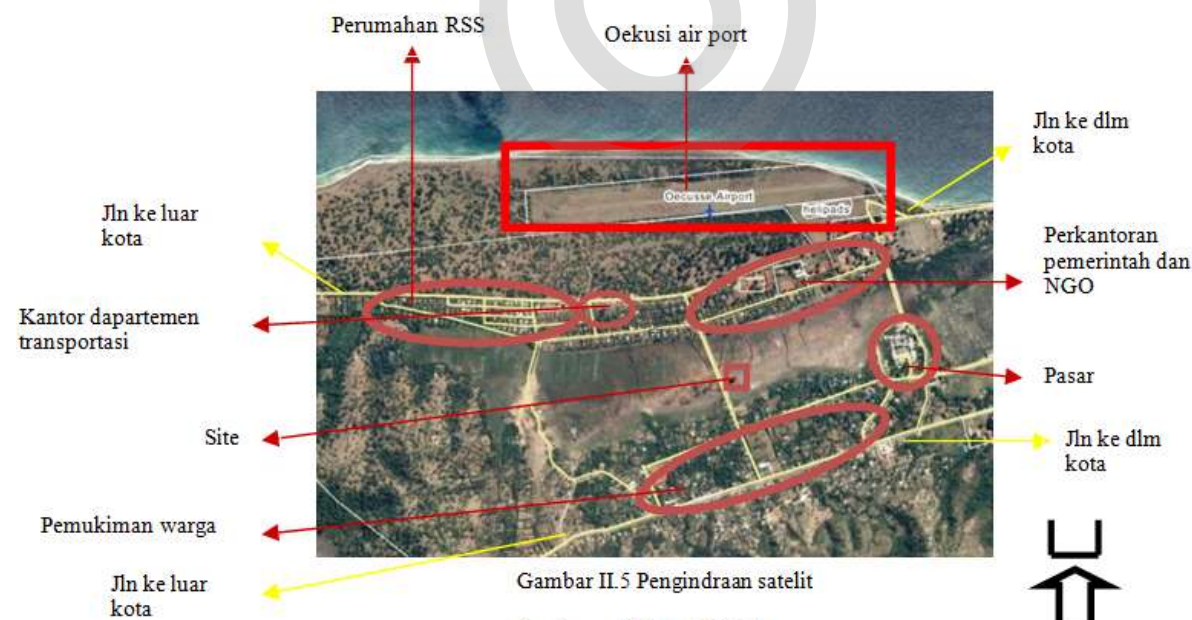 Perumahan RSS
Oekusi air port
Jln ke dlm
kota
Oecusse Airport
helipads
Jln ke luar
kota
Perkantoran
pemerintah dan
NGO
Kantor dapartemen
transportasi
Pasar
Site
Jln ke dlm
kota
Pemukiman warga
Jln ke luar
kota
Gambar II.5 Pengindraan satelit